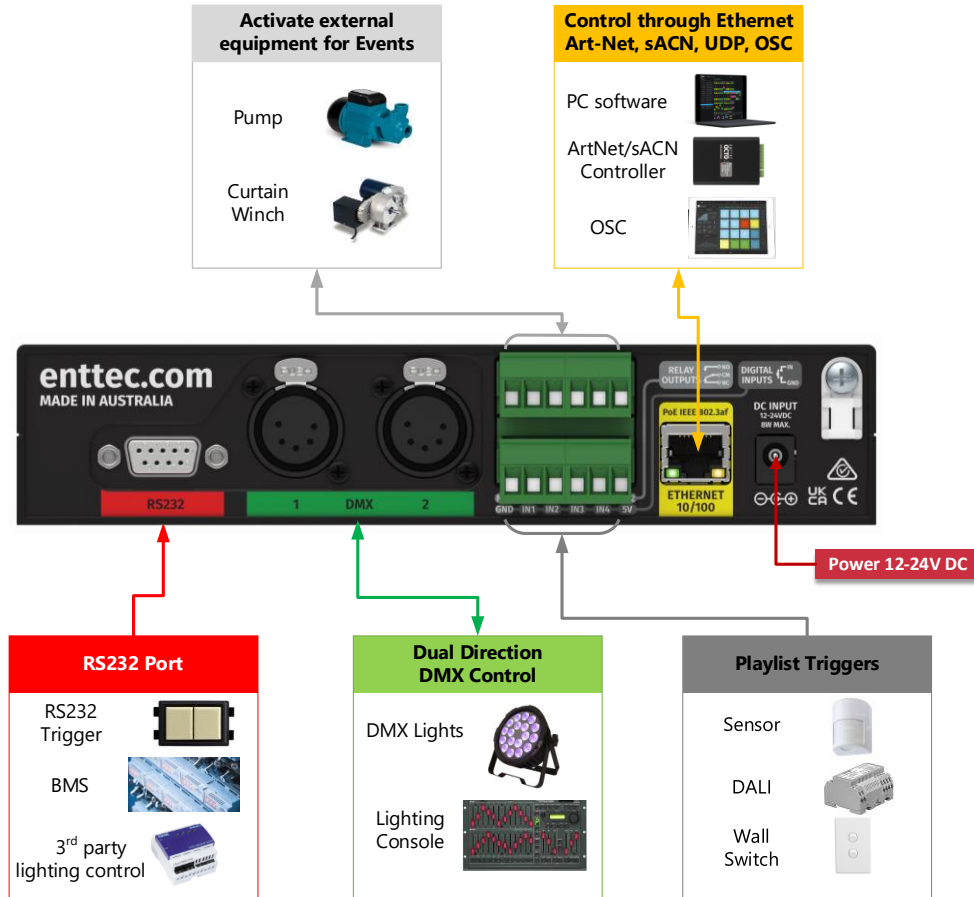 Activate external
equipment for Events
Pump
Curtain
Winch
Control through Ethernet
Art-Net, sACN, UDP, OSC
PC software
ArtNet/sACN
Controller
OSC
enttec.com
MADE IN AUSTRALIA
RS232
1 DMX 2
RELAY
OUTPUTS
NO
CM
NC
DIGITAL
INPUTS
IN
GND
PoE IEEE 802.3af
ETHERNET
10/100
DC INPUT
12-24VDC
8W MAX.
UK
CA
CE
GND IN1 IN2 IN3 IN4 5V
Power 12-24V DC
RS232 Port
RS232
Trigger
BMS
3rd party
lighting control
Dual Direction
DMX Control
DMX Lights
Lighting
Console
Playlist Triggers
Sensor
DALI
Wall
Switch